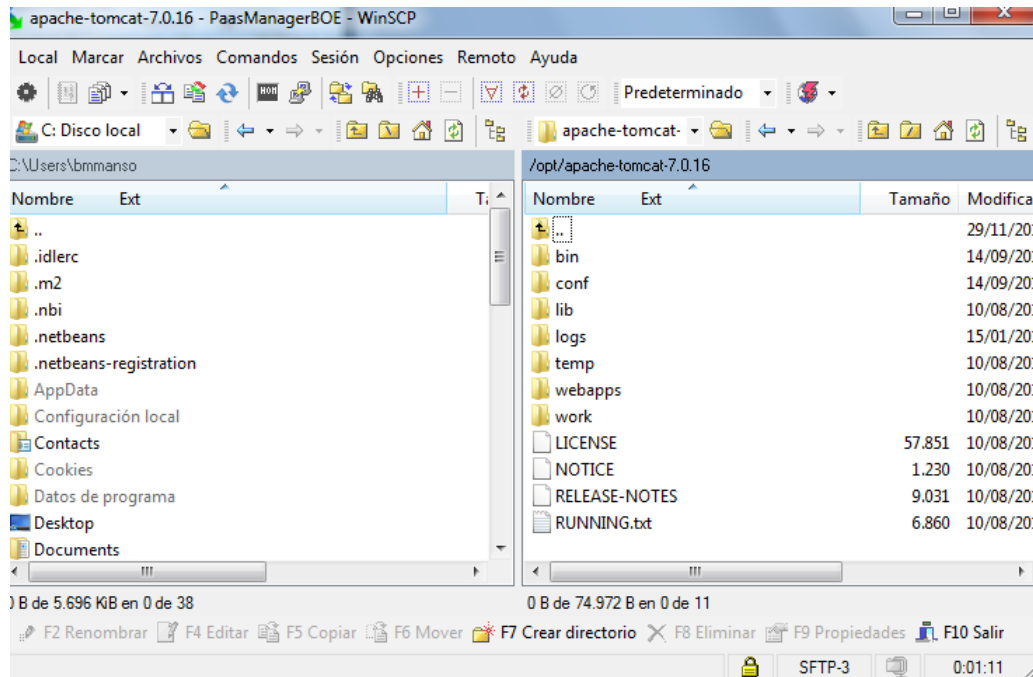 apache-tomcat-7.0.16 - PaasManagerBOE - WinSCP
Local Marcar Archivos Comandos Sesión Opciones Remoto Ayuda
Predeterminado
C: Disco local
apache-tomcat-
C:\Users\bmmanso
/opt/apache-tomcat-7.0.16
Nombre Ext
Nombre Ext Tamaño Modifica
..
.idlerc
.m2
.nbi
.netbeans
.netbeans-registration
AppData
Configuración local
Contacts
Cookies
Datos de programa
Desktop
Documents
.. 29/11/20
bin 14/09/20
conf 14/09/20
lib 10/08/20
logs 15/01/20
temp 10/08/20
webapps 10/08/20
work 10/08/20
LICENSE 57.851 10/08/20
NOTICE 1.230 10/08/20
RELEASE-NOTES 9.031 10/08/20
RUNNING.txt 6.860 10/08/20
0 B de 5.696 KiB en 0 de 38
0 B de 74.972 B en 0 de 11
F2 Renombrar F4 Editar F5 Copiar F6 Mover F7 Crear directorio F8 Eliminar F9 Propiedades F10 Salir
SFTP-3 0:01:11